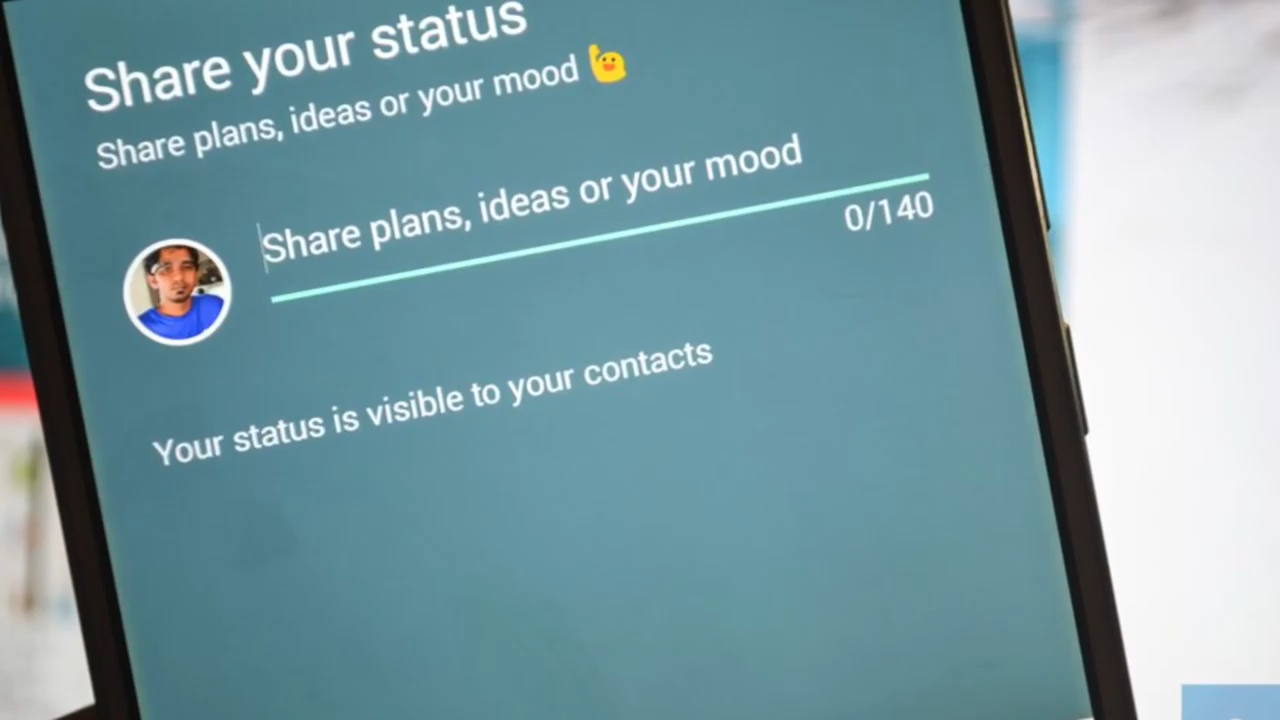 Share your status
Share plans, ideas or your mood 🙋
Share plans, ideas or your mood
0/140
Your status is visible to your contacts